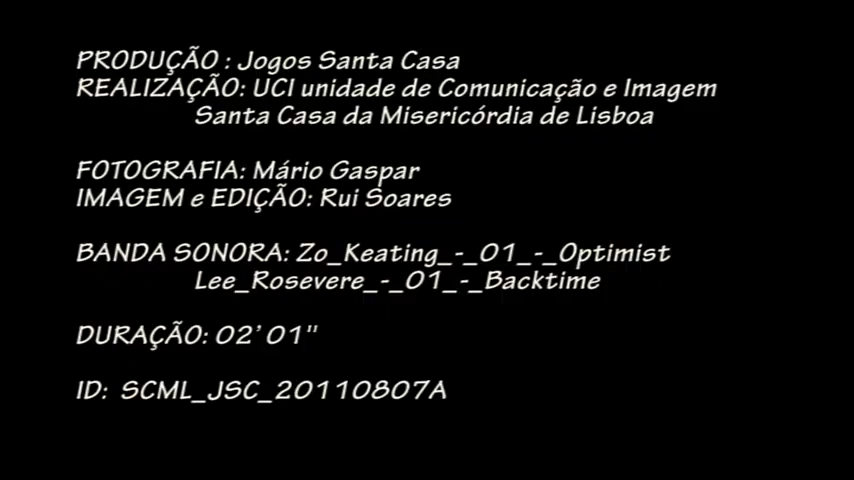 PRODUÇÃO : Jogos Santa Casa
REALIZAÇÃO: UCI unidade de Comunicação e Imagem
Santa Casa da Misericórdia de Lisboa
FOTOGRAFIA: Mário Gaspar
IMAGEM e EDIÇÃO: Rui Soares
BANDA SONORA: Zo_Keating_-_01_-_Optimist
Lee_Rosevere_-_01_-_Backtime
DURAÇÃO: 02' 01"
ID: SCML_JSC_20110807A